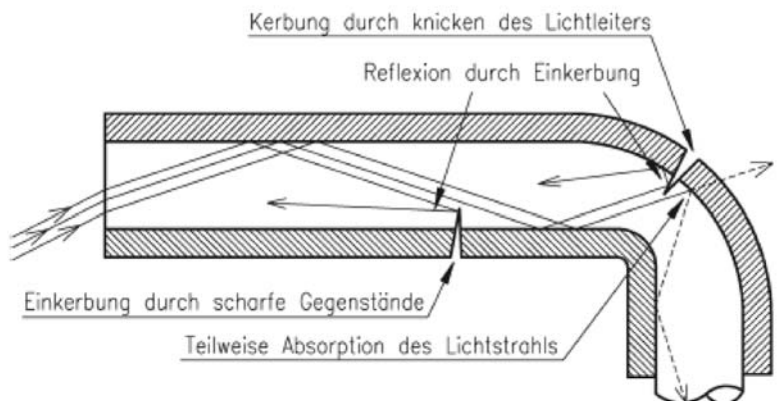 Kerbung durch knicken des Lichtleiters
Reflexion durch Einkerbung
Einkerbung durch scharfe Gegenstände
Teilweise Absorption des Lichtstrahls